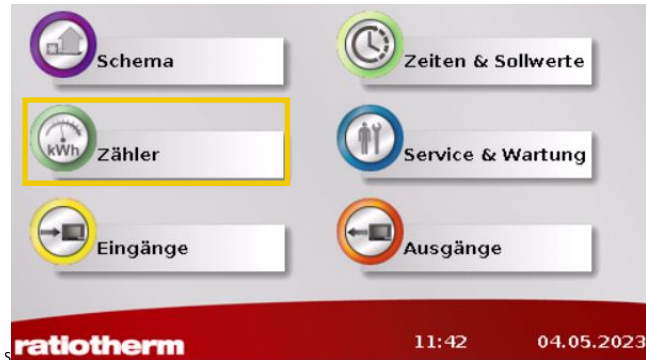 Schema
Zeiten & Sollwerte
kWh
Zähler
Service & Wartung
Eingänge
Ausgänge
s
ratiotherm
11:42
04.05.2023